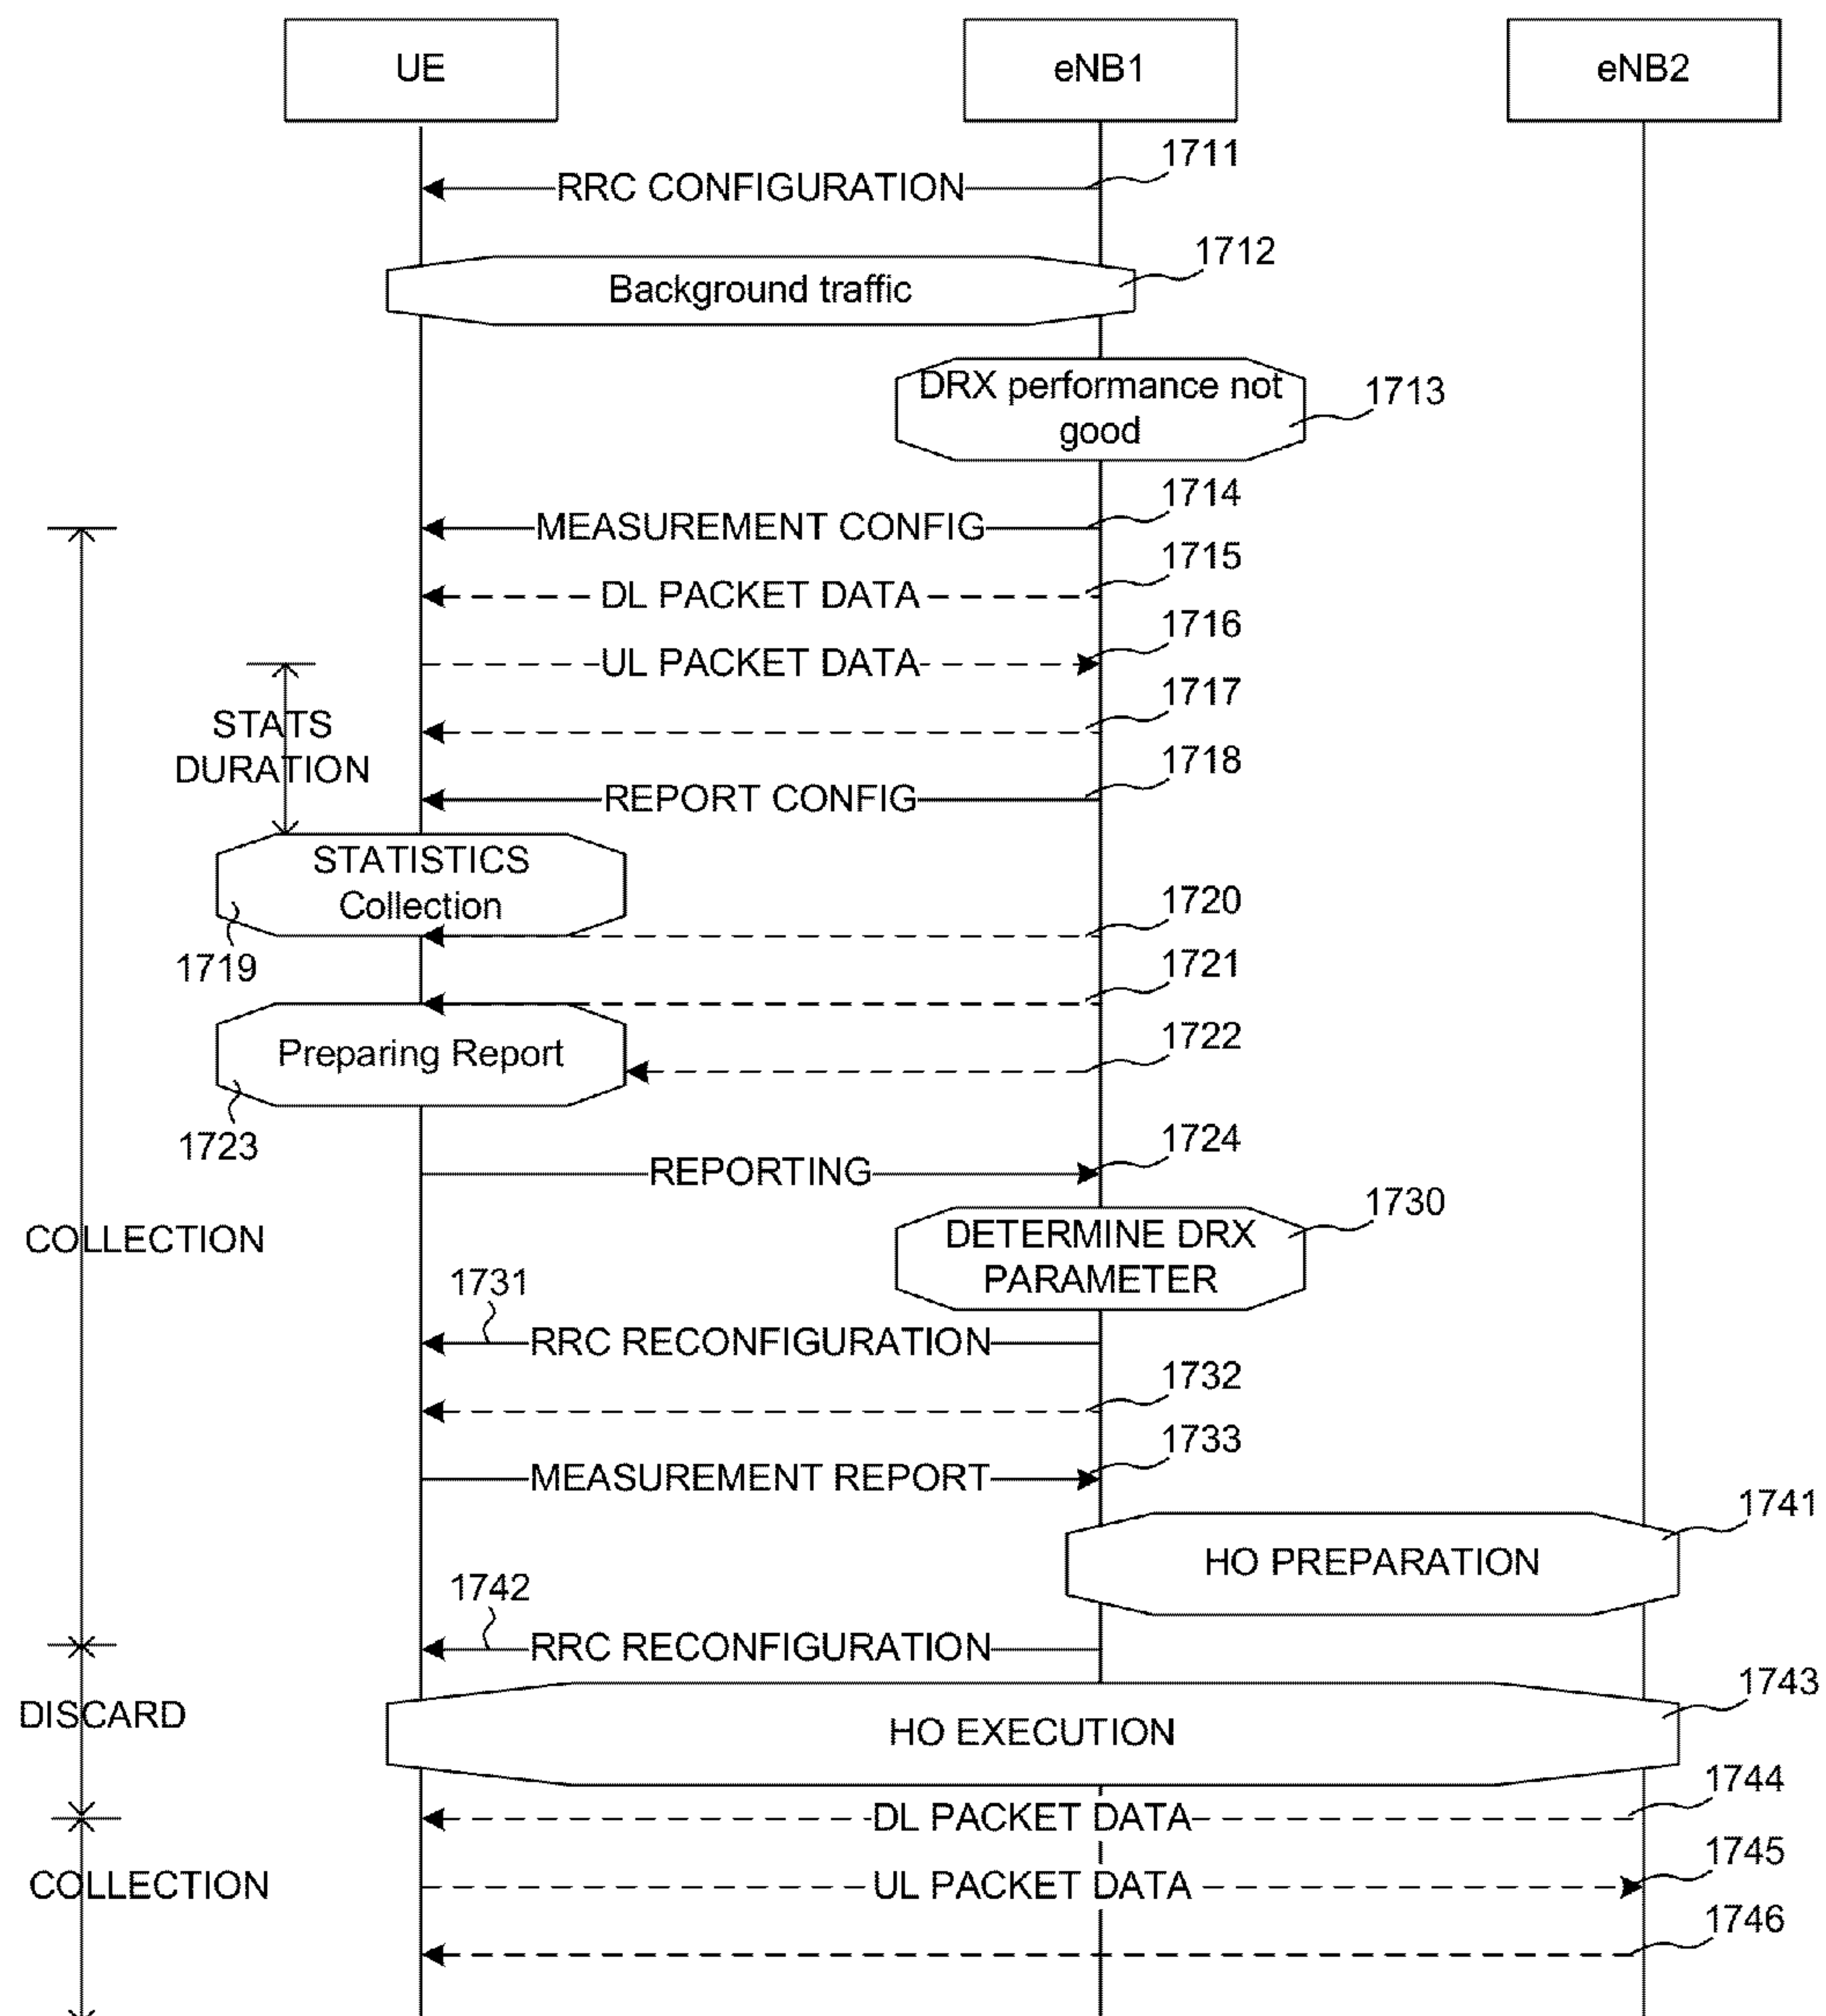 UE
eNB1
eNB2
1711
RRC CONFIGURATION
1712
Background traffic
DRX performance not
good
1713
1714
MEASUREMENT CONFIG
1715
DL PACKET DATA
1716
UL PACKET DATA
1717
STATS
DURATION
1718
REPORT CONFIG
STATISTICS
Collection
1719
1720
1721
Preparing Report
1722
1723
1724
REPORTING
1730
DETERMINE DRX
PARAMETER
COLLECTION
1731
RRC RECONFIGURATION
1732
1733
MEASUREMENT REPORT
1741
HO PREPARATION
1742
RRC RECONFIGURATION
1743
DISCARD
HO EXECUTION
1744
DL PACKET DATA
1745
COLLECTION
UL PACKET DATA
1746